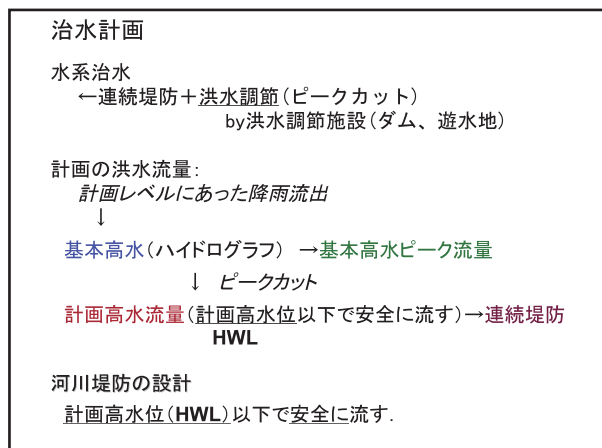 治水計画
水系治水
←連続堤防＋洪水調節（ピークカット）
by洪水調節施設（ダム、遊水地）
計画の洪水流量：
計画レベルにあった降雨流出
↓
基本高水（ハイドログラフ） →基本高水ピーク流量
↓ ピークカット
計画高水流量（計画高水位以下で安全に流す）→連続堤防
HWL
河川堤防の設計
計画高水位（HWL）以下で安全に流す.